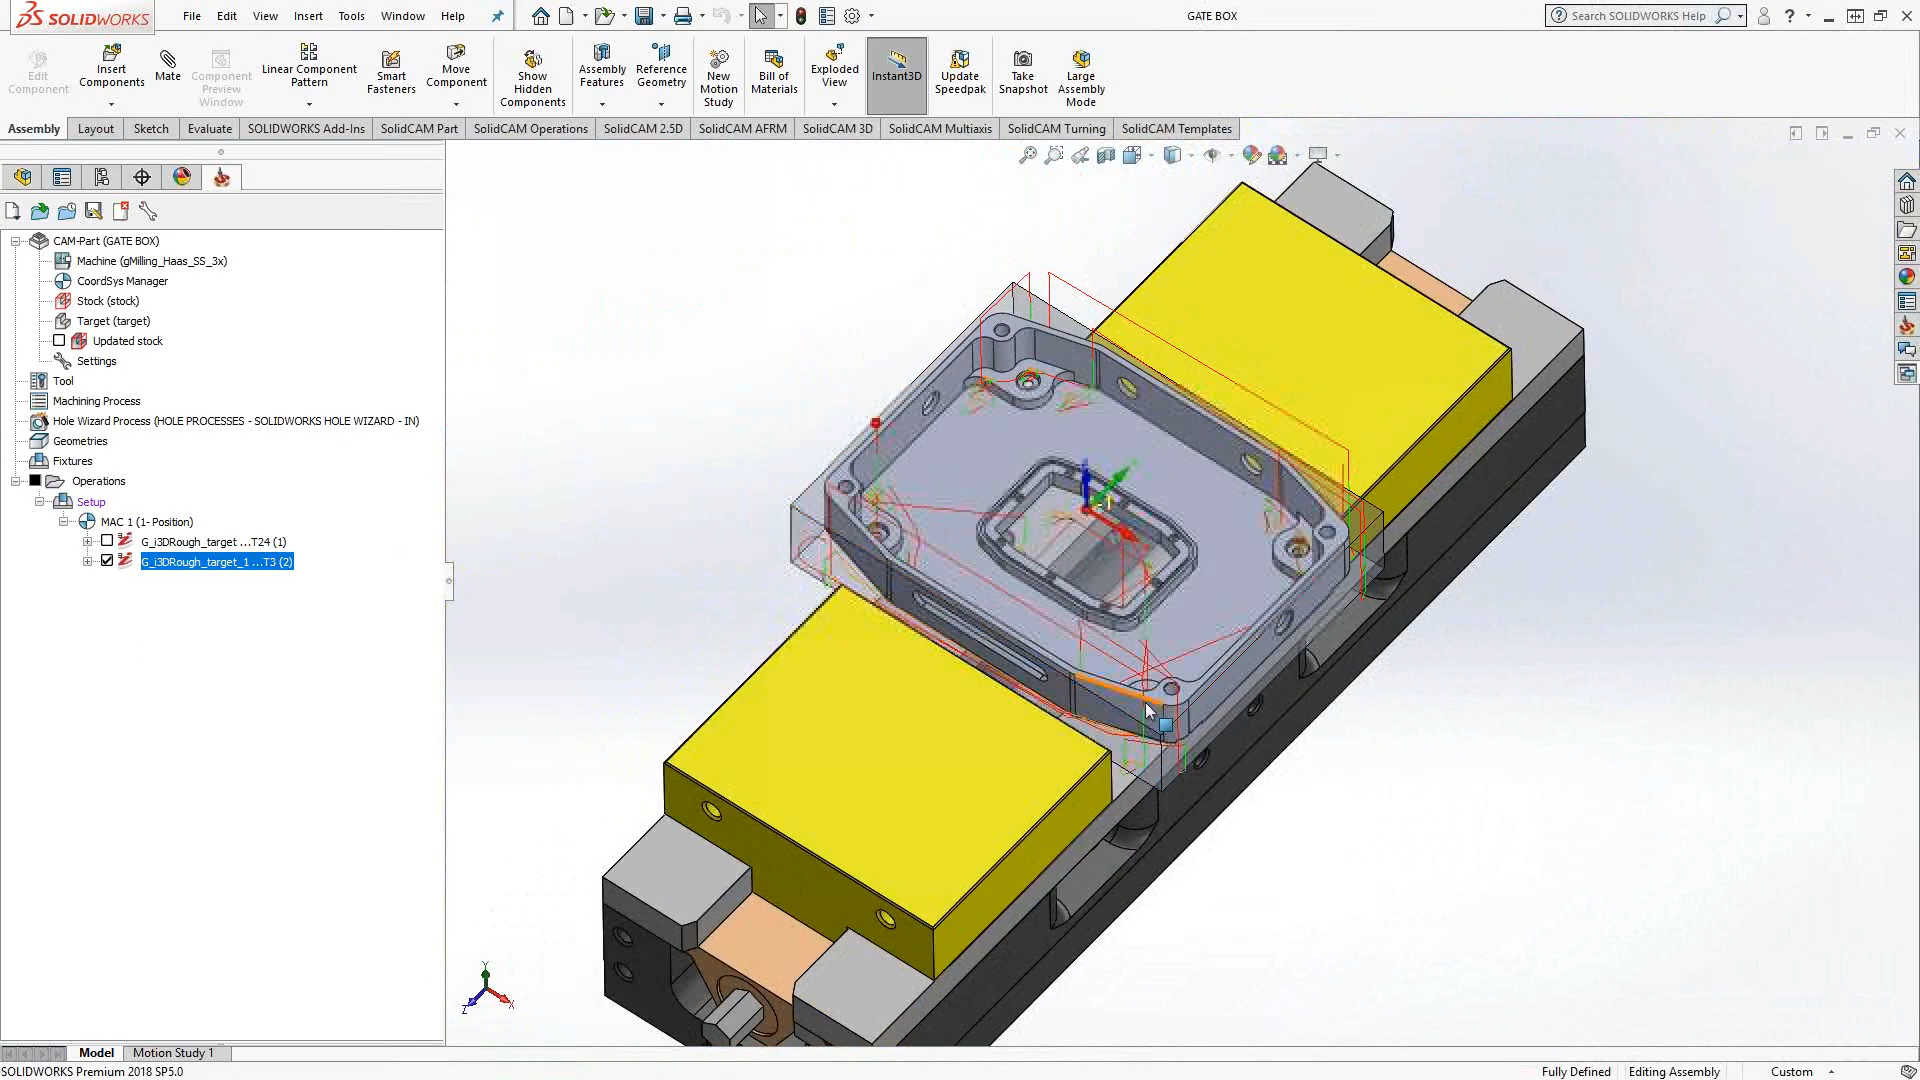 SOLIDWORKS
File Edit View Insert Tools Window Help
GATE BOX
Search SOLIDWORKS Help
Edit Component
Insert Components
Mate
Component Preview Window
Linear Component Pattern
Smart Fasteners
Move Component
Show Hidden Components
Assembly Features
Reference Geometry
New Motion Study
Bill of Materials
Exploded View
Instant3D
Update Speedpak
Take Snapshot
Large Assembly Mode
Assembly Layout Sketch Evaluate SOLIDWORKS Add-Ins SolidCAM Part SolidCAM Operations SolidCAM 2.5D SolidCAM AFRM SolidCAM 3D SolidCAM Multiaxis SolidCAM Turning SolidCAM Templates
CAM-Part (GATE BOX)
Machine (gMilling_Haas_SS_3x)
CoordSys Manager
Stock (stock)
Target (target)
Updated stock
Settings
Tool
Machining Process
Hole Wizard Process (HOLE PROCESSES - SOLIDWORKS HOLE WIZARD - IN)
Geometries
Fixtures
Operations
Setup
MAC 1 (1- Position)
G_i3DRough_target ...T24 (1)
G_i3DRough_target_1 ...T3 (2)
Y
Z X
Model Motion Study 1
SOLIDWORKS Premium 2018 SP5.0
Fully Defined Editing Assembly Custom